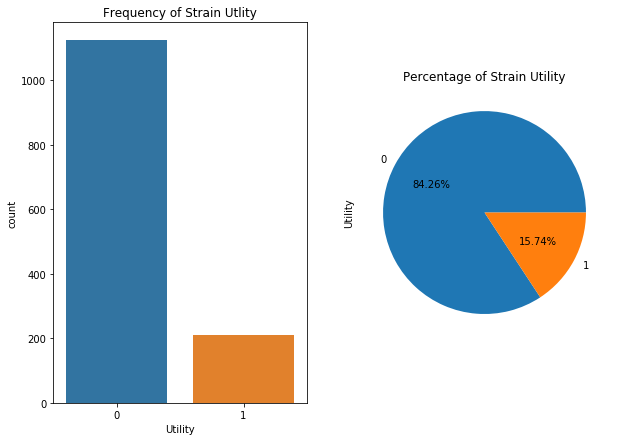 Frequency of Strain Utlity
1000
800
600
400
200
0
count
0
1
Utility
Percentage of Strain Utility
0
84.26%
15.74%
1
Utility